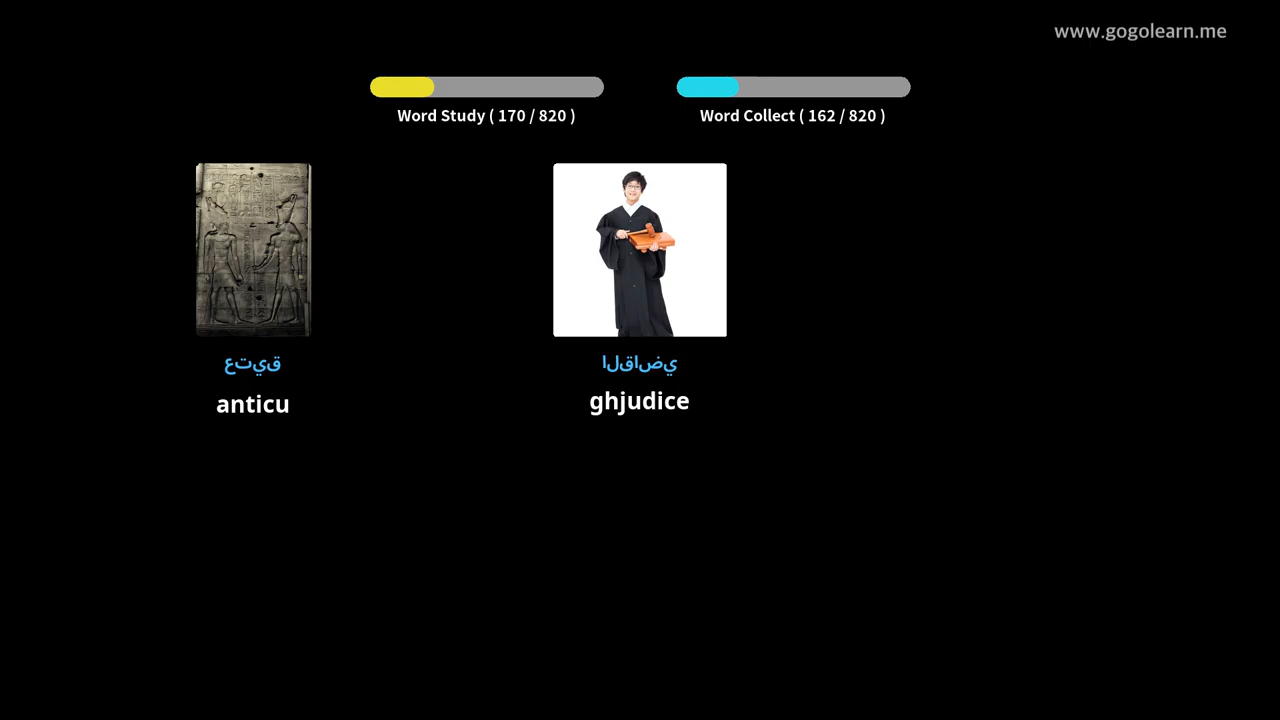 www.gogolearn.me
Word Study ( 170 / 820 )
Word Collect ( 162 / 820 )
عتيق
القاضي
anticu
ghjudice